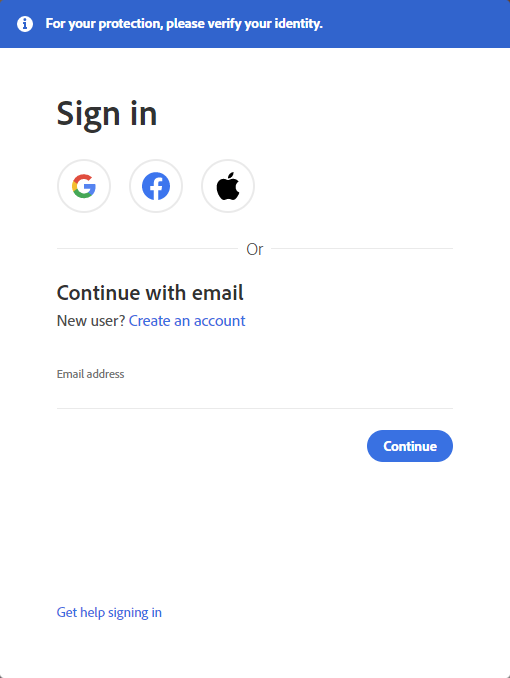 For your protection, please verify your identity.
Sign in
Or
Continue with email
New user? Create an account
Email address
Continue
Get help signing in